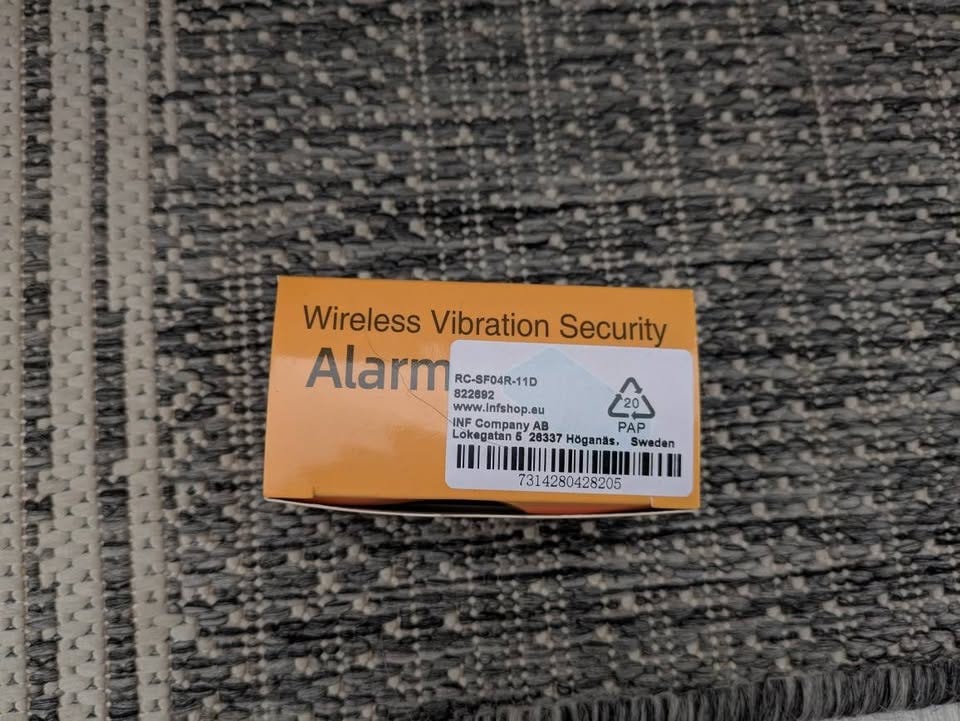 Wireless Vibration Security
Alarm
RC-SF04R-11D
822692
www.infshop.eu
INF Company AB
Lokegatan 5 26337 Höganäs, Sweden
20
PAP
7314280428205